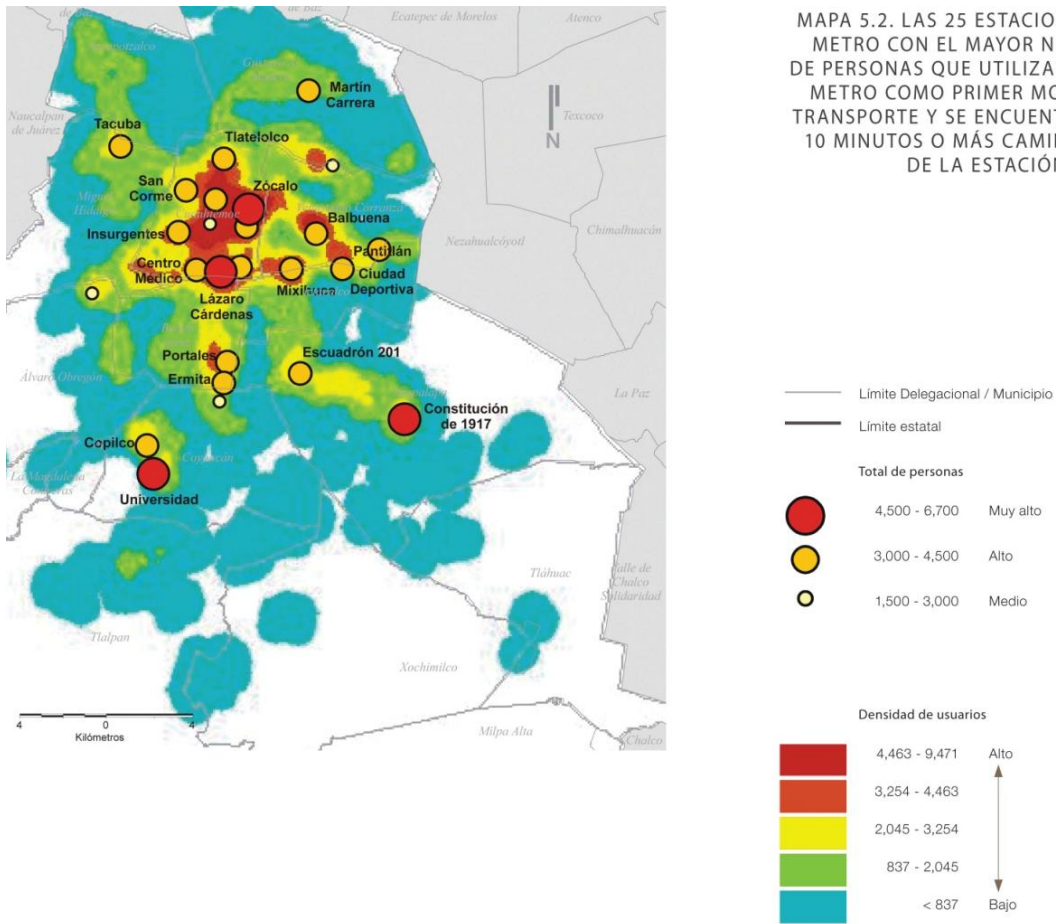 MAPA 5.2. LAS 25 ESTACIO
METRO CON EL MAYOR N
DE PERSONAS QUE UTILIZA
METRO COMO PRIMER MO
TRANSPORTE Y SE ENCUENT
10 MINUTOS O MÁS CAMI
DE LA ESTACIÓN
Ecatepec de Morelos
Atenco
Martín
Carrera
Naucalpan
de Juárez
Tacuba
Texcoco
N
Tlatelolco
San
Corme
Zócalo
Miguel
Hidalgo
Cuauhtemoc
Venustiano Carranza
Balbuena
Insurgentes
Nezahualcóyotl
Chimalhuacán
Pantitlán
Centro
Medico
Mixihuca
Ciudad
Deportiva
Lázaro
Cárdenas
Portales
Escuadrón 201
Ermita
Álvaro Obregón
La Paz
Constitución
de 1917
Copilco
Coyoacán
La Magdalena
Contreras
Universidad
Tláhuac
Valle de
Chalco
Solidaridad
Tlalpan
Xochimilco
Milpa Alta
Chalco
4 0 4
Kilómetros
Límite Delegacional / Municipio
Límite estatal
Total de personas
4,500 - 6,700 Muy alto
3,000 - 4,500 Alto
1,500 - 3,000 Medio
Densidad de usuarios
4,463 - 9,471 Alto
3,254 - 4,463
2,045 - 3,254
837 - 2,045
< 837 Bajo